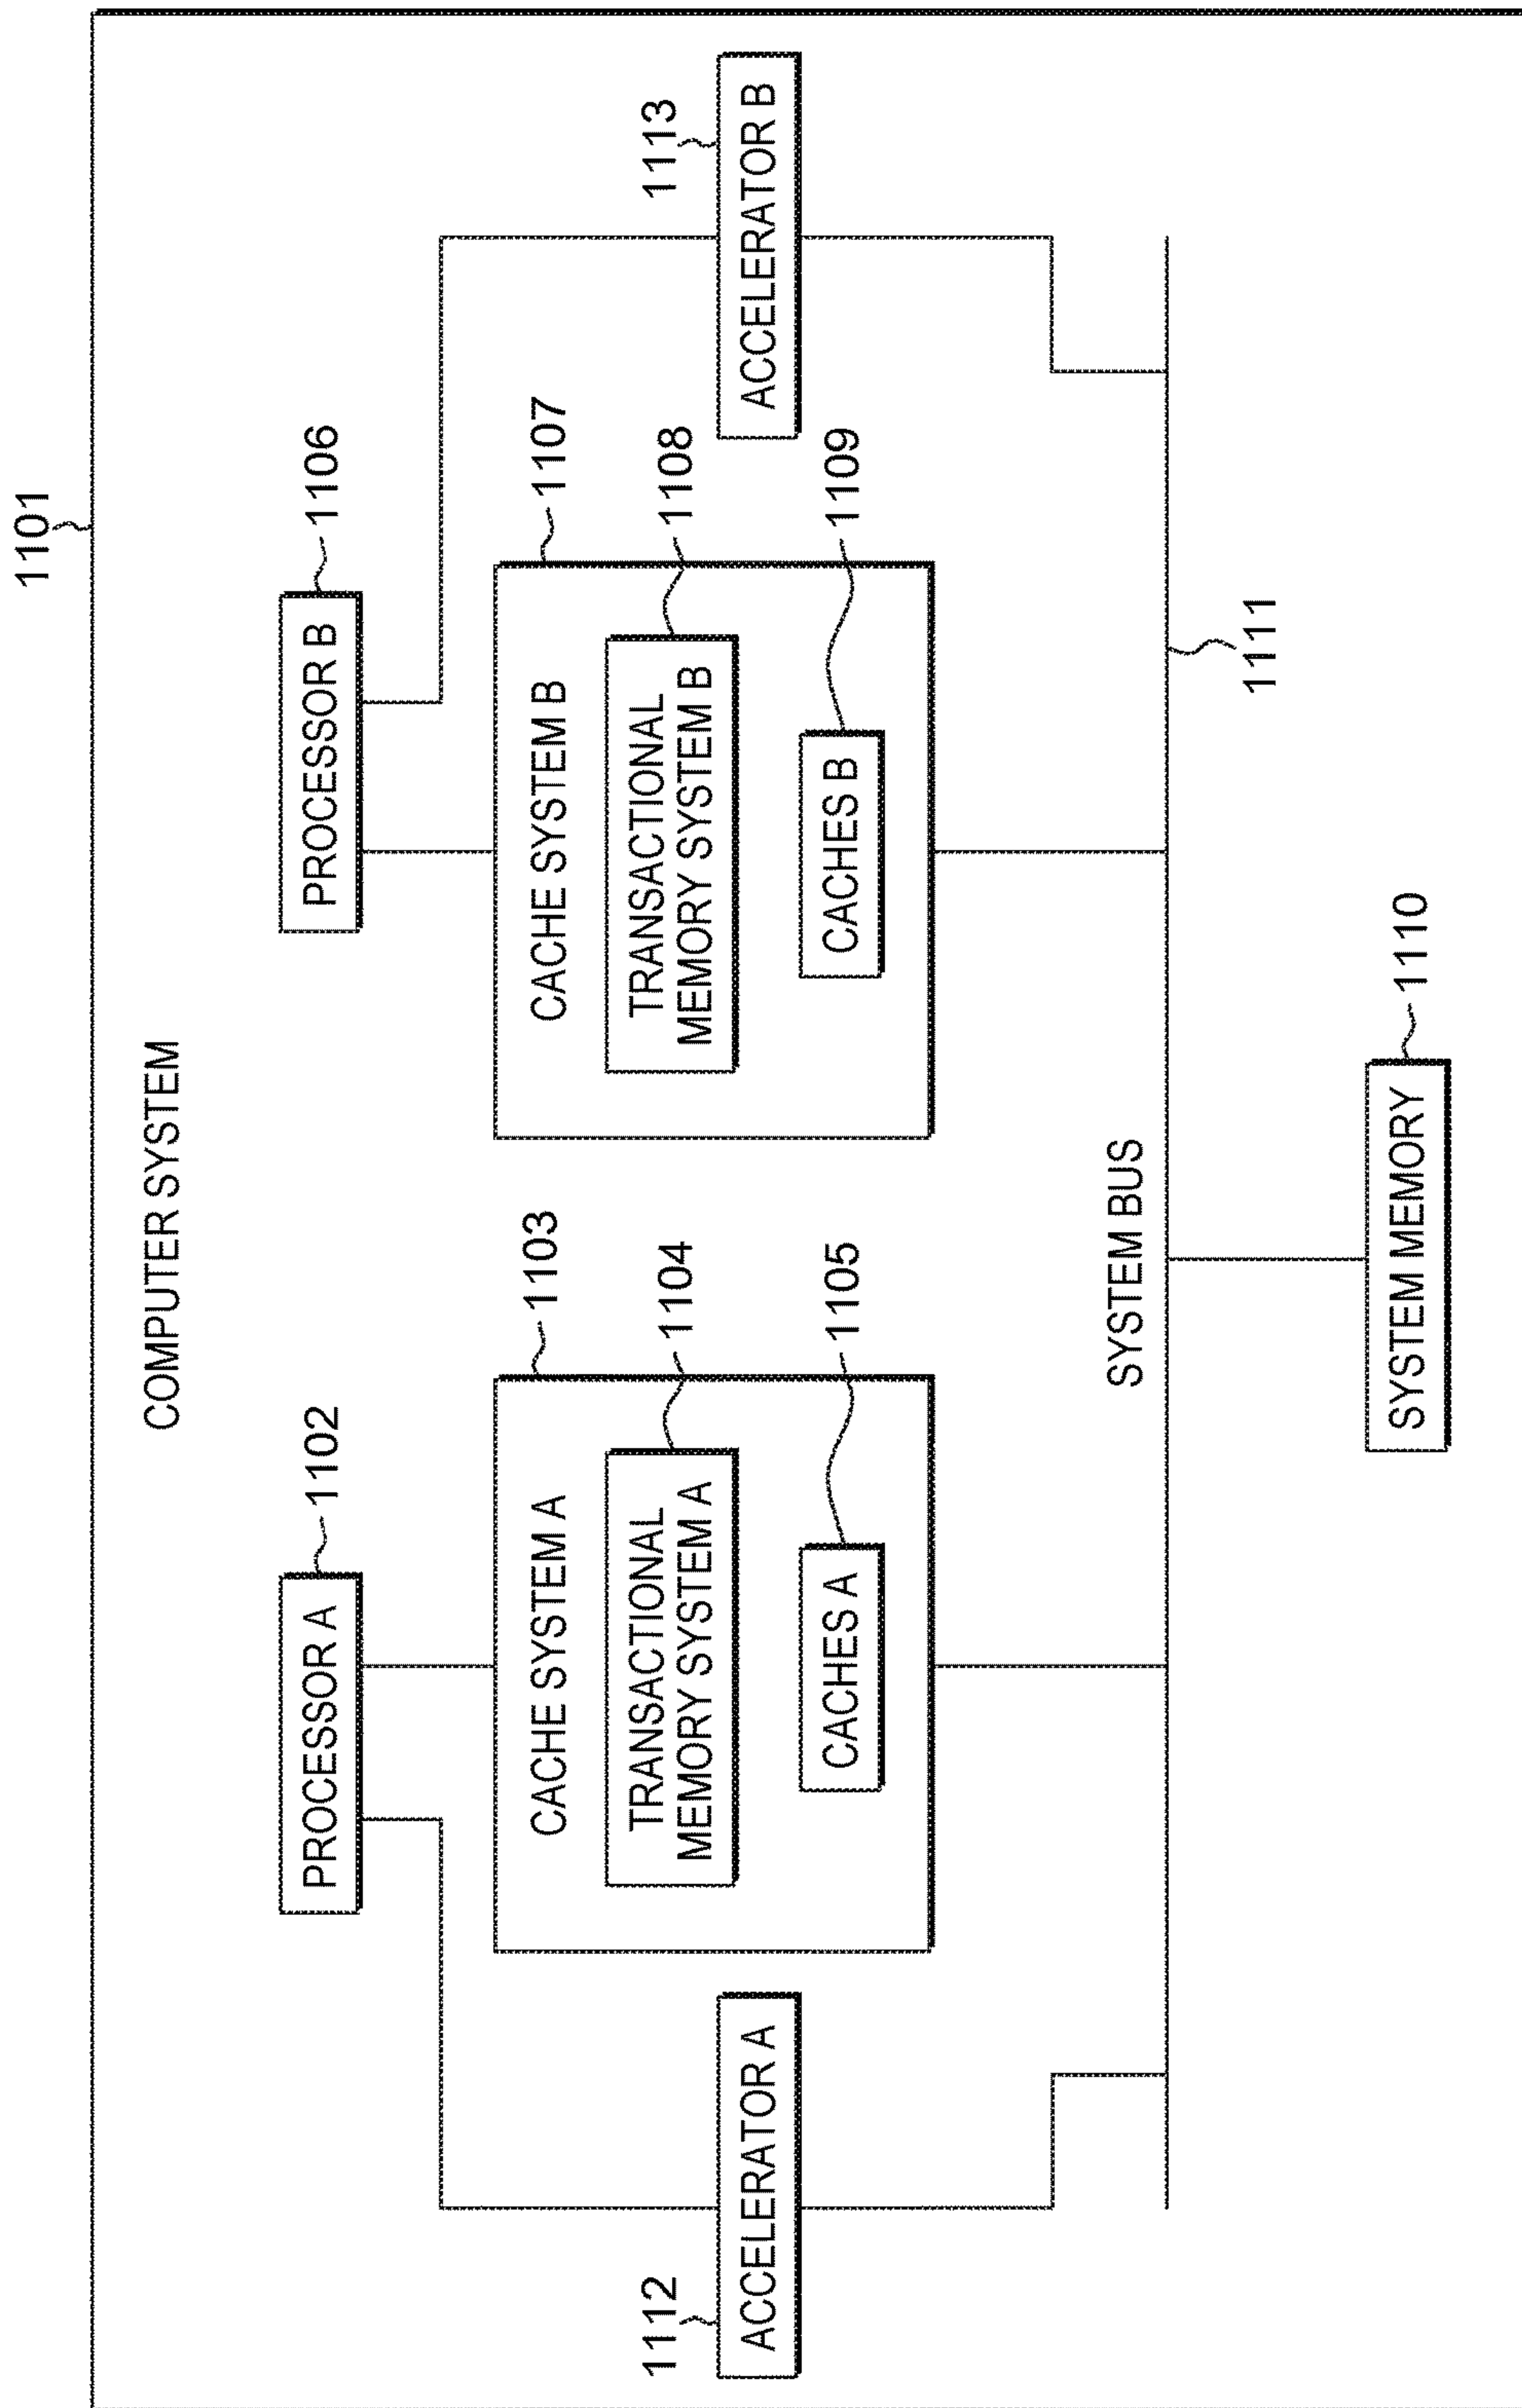 1101
COMPUTER SYSTEM
1102
PROCESSOR A
1106
PROCESSOR B
1103
CACHE SYSTEM A
1104
TRANSACTIONAL
MEMORY SYSTEM A
1105
CACHES A
1107
CACHE SYSTEM B
1108
TRANSACTIONAL
MEMORY SYSTEM B
1109
CACHES B
1112
ACCELERATOR A
1113
ACCELERATOR B
SYSTEM BUS
1111
SYSTEM MEMORY
1110